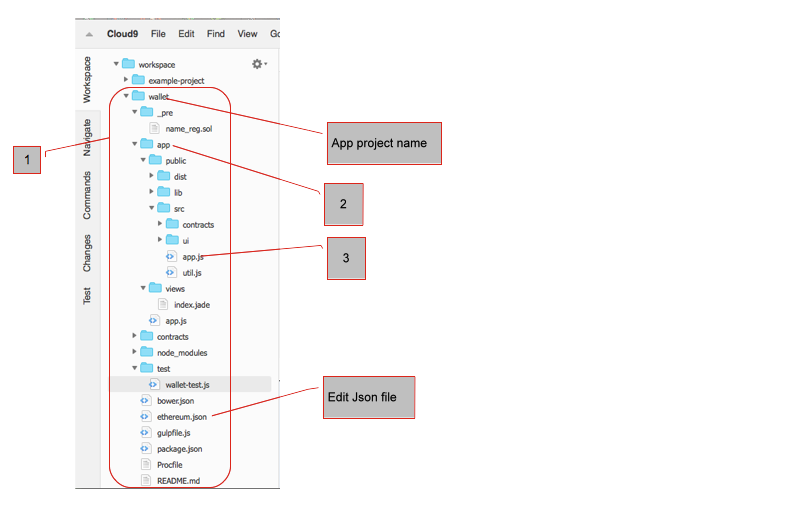 Cloud9 File Edit Find View Go
Workspace
Navigate
Commands
Changes
Test
workspace
example-project
wallet
_pre
name_reg.sol
app
public
dist
lib
src
contracts
ui
app.js
util.js
views
index.jade
app.js
contracts
node_modules
test
wallet-test.js
bower.json
ethereum.json
gulpfile.js
package.json
Procfile
README.md
1
App project name
2
3
Edit Json file